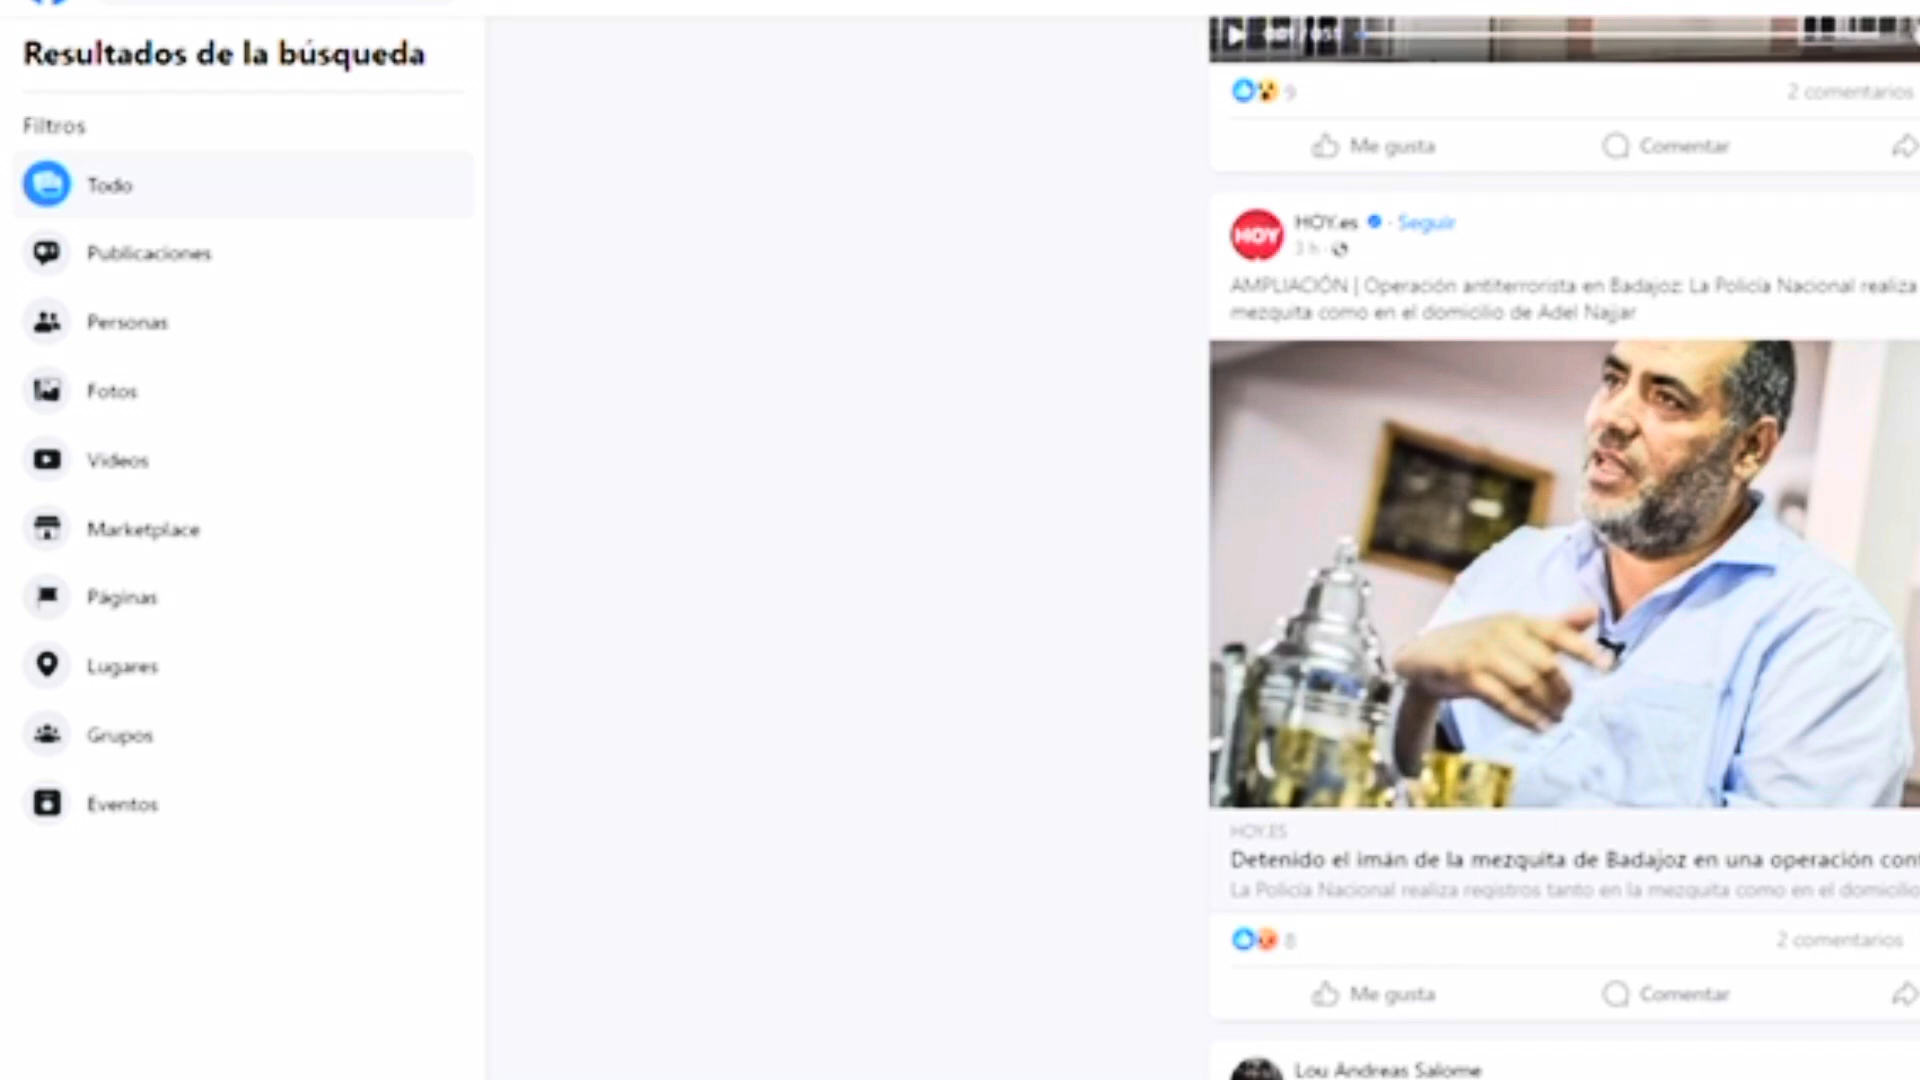 Resultados de la búsqueda
Filtros
Todo
Publicaciones
Personas
Fotos
Videos
Marketplace
Páginas
Lugares
Grupos
Eventos
9
2 comentarios
Me gusta
Comentar
HOY
HOY.es · Seguir
3 h ·
AMPLIACIÓN | Operación antiterrorista en Badajoz: La Policía Nacional realiza
mezquita como en el domicilio de Adel Najjar
HOY.ES
Detenido el imán de la mezquita de Badajoz en una operación con
La Policía Nacional realiza registros tanto en la mezquita como en el domicilio
8
2 comentarios
Me gusta
Comentar
Lou Andreas Salome